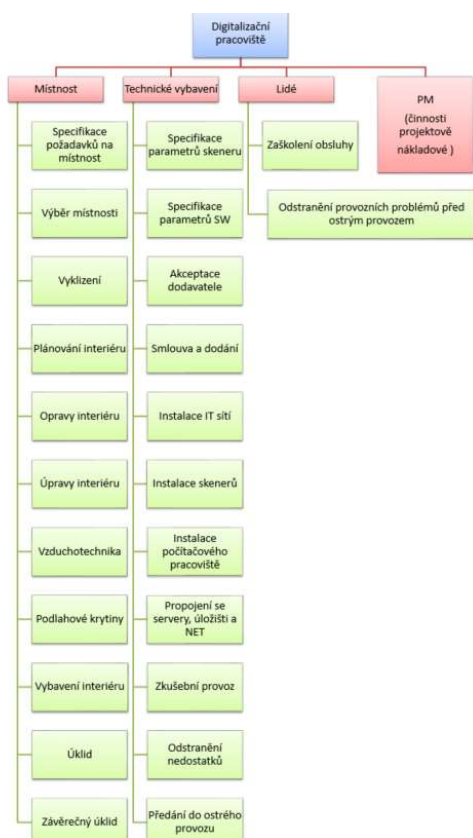 Digitalizační
pracoviště
Místnost
Technické vybavení
Lidé
PM
(činnosti
projektově
nákladové )
Specifikace
požadavků na
místnost
Výběr místnosti
Vyklizení
Plánování interiéru
Opravy interiéru
Úpravy interiéru
Vzduchotechnika
Podlahové krytiny
Vybavení interiéru
Úklid
Závěrečný úklid
Specifikace
parametrů skeneru
Specifikace
parametrů SW
Akceptace
dodavatele
Smlouva a dodání
Instalace IT sítí
Instalace skenerů
Instalace
počítačového
pracoviště
Propojení se
servery, úložišti a
NET
Zkušební provoz
Odstranění
nedostatků
Předání do ostrého
provozu
Zaškolení obsluhy
Odstranění provozních problémů před
ostrým provozem